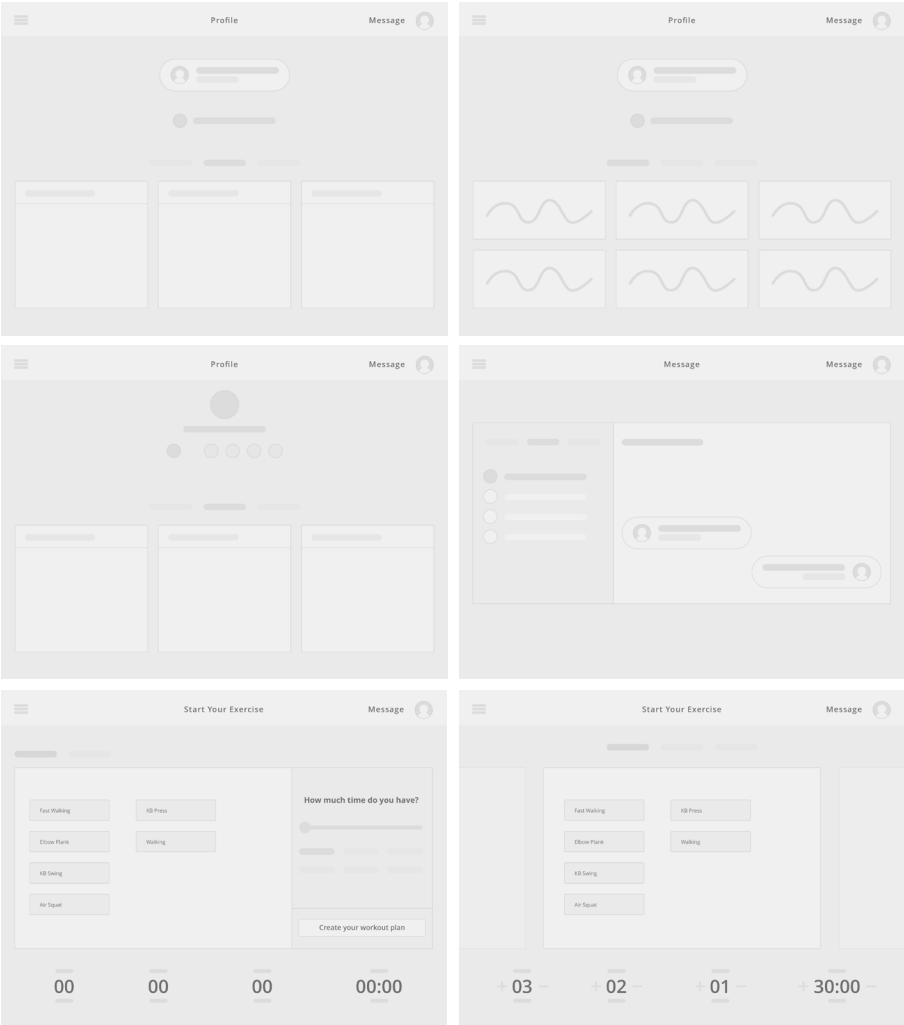 Profile Message
Profile Message
Profile Message
Message Message
Start Your Exercise Message
How much time do you have?
Fast Walking KB Press
Elbow Plank Walking
KB Swing
Air Squat
Create your workout plan
00 00 00 00:00
Start Your Exercise Message
Fast Walking KB Press
Elbow Plank Walking
KB Swing
Air Squat
+ 03 − + 02 − + 01 − + 30:00 −